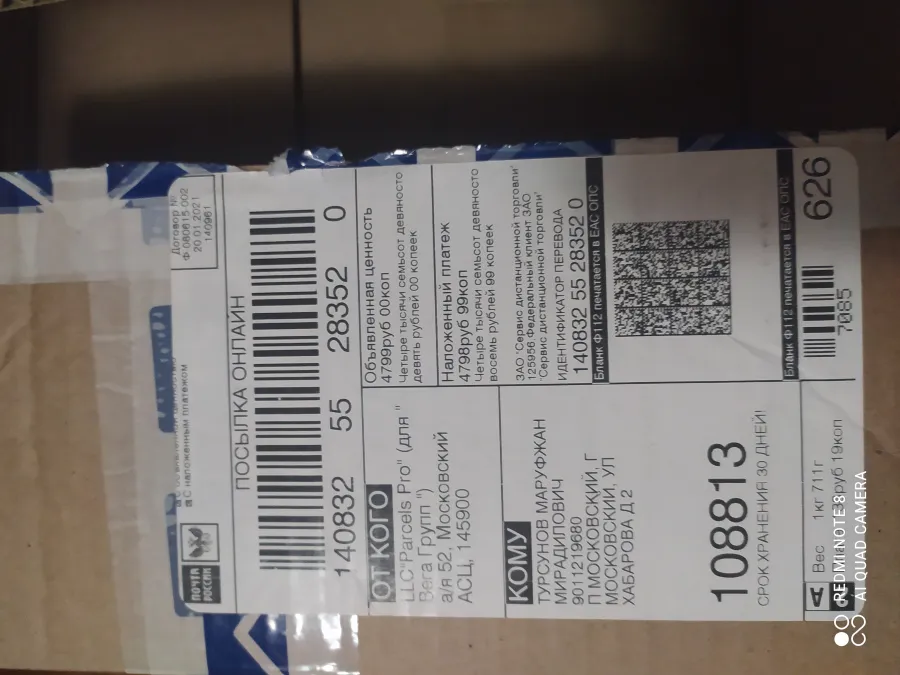 ПОЧТА
РОССИИ
С наложенным платежом
Договор №
Ф 080615-002
20.01.2021
140961
ПОСЫЛКА ОНЛАЙН
140832 55 28352 0
ОТ КОГО
LLC"Parcels Pro" (для "
Вега Групп ")
а/я 52, Московский
АСЦ, 145900
Объявленная ценность
4799руб 00коп
Четыре тысячи семьсот девяносто
девять рублей 00 копеек
Наложенный платеж
4798руб 99коп
Четыре тысячи семьсот девяносто
восемь рублей 99 копеек
КОМУ
ТУРСУНОВ МАРУФЖАН
МИРАДИЛОВИЧ
9011219680
П МОСКОВСКИЙ, Г
МОСКОВСКИЙ, УЛ
ХАБАРОВА Д 2
108813
СРОК ХРАНЕНИЯ 30 ДНЕЙ!
ЗАО "Сервис дистанционной торговли"
125956 Федеральный клиент ЗАО
"Сервис дистанционной торговли"
ИДЕНТИФИКАТОР ПЕРЕВОДА
140832 55 28352 0
Бланк Ф112 печатается в ЕАС ОПС
Бланк Ф112 печатается в ЕАС ОПС
A
Вес 1кг 711г
руб 19коп
7085
626
REDMI NOTE 8
AI QUAD CAMERA